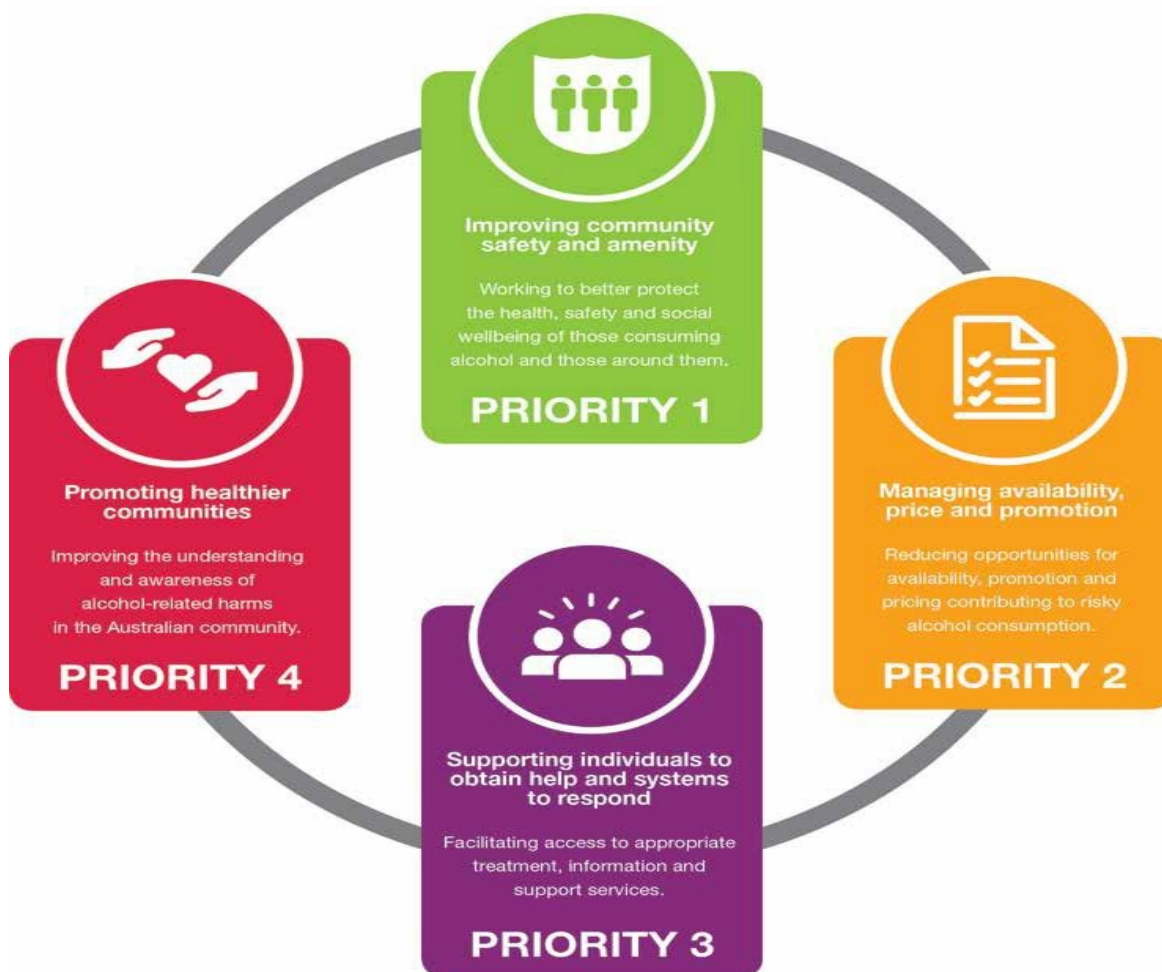 Improving community
safety and amenity
Working to better protect
the health, safety and social
wellbeing of those consuming
alcohol and those around them.
PRIORITY 1
Managing availability,
price and promotion
Reducing opportunities for
availability, promotion and
pricing contributing to risky
alcohol consumption.
PRIORITY 2
Supporting individuals to
obtain help and systems
to respond
Facilitating access to appropriate
treatment, information and
support services.
PRIORITY 3
Promoting healthier
communities
Improving the understanding
and awareness of
alcohol-related harms
in the Australian community.
PRIORITY 4